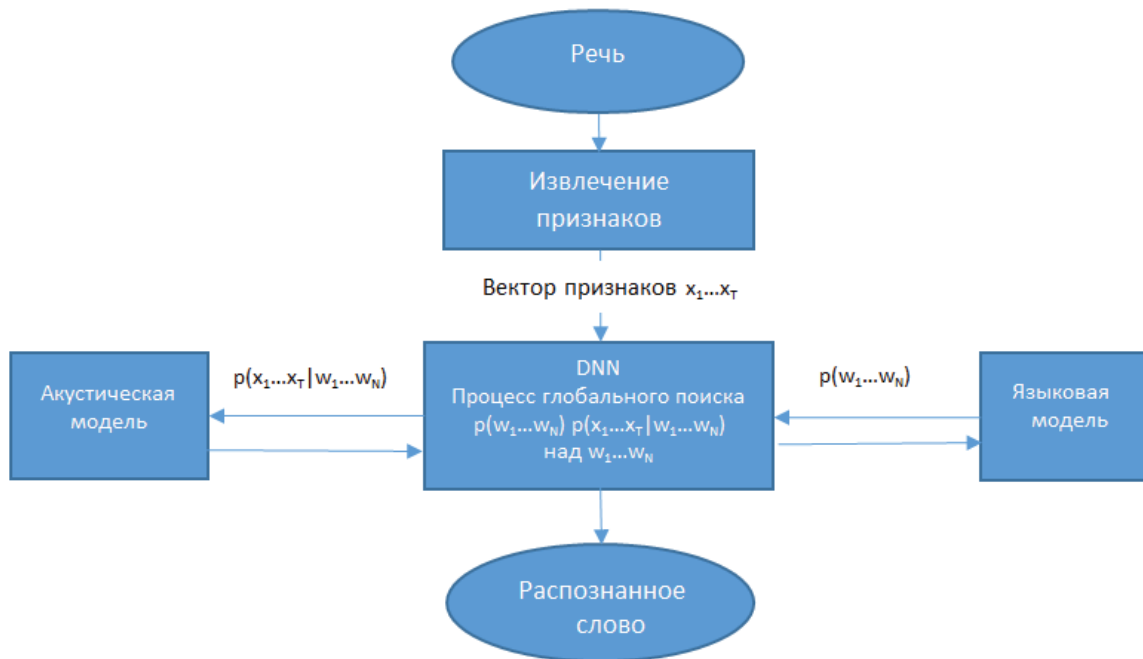 Речь
Извлечение
признаков
Вектор признаков x₁...x_T
Акустическая
модель
p(x₁...x_T|w₁...w_N)
DNN
Процесс глобального поиска
p(w₁...w_N) p(x₁...x_T|w₁...w_N)
над w₁...w_N
p(w₁...w_N)
Языковая
модель
Распознанное
слово